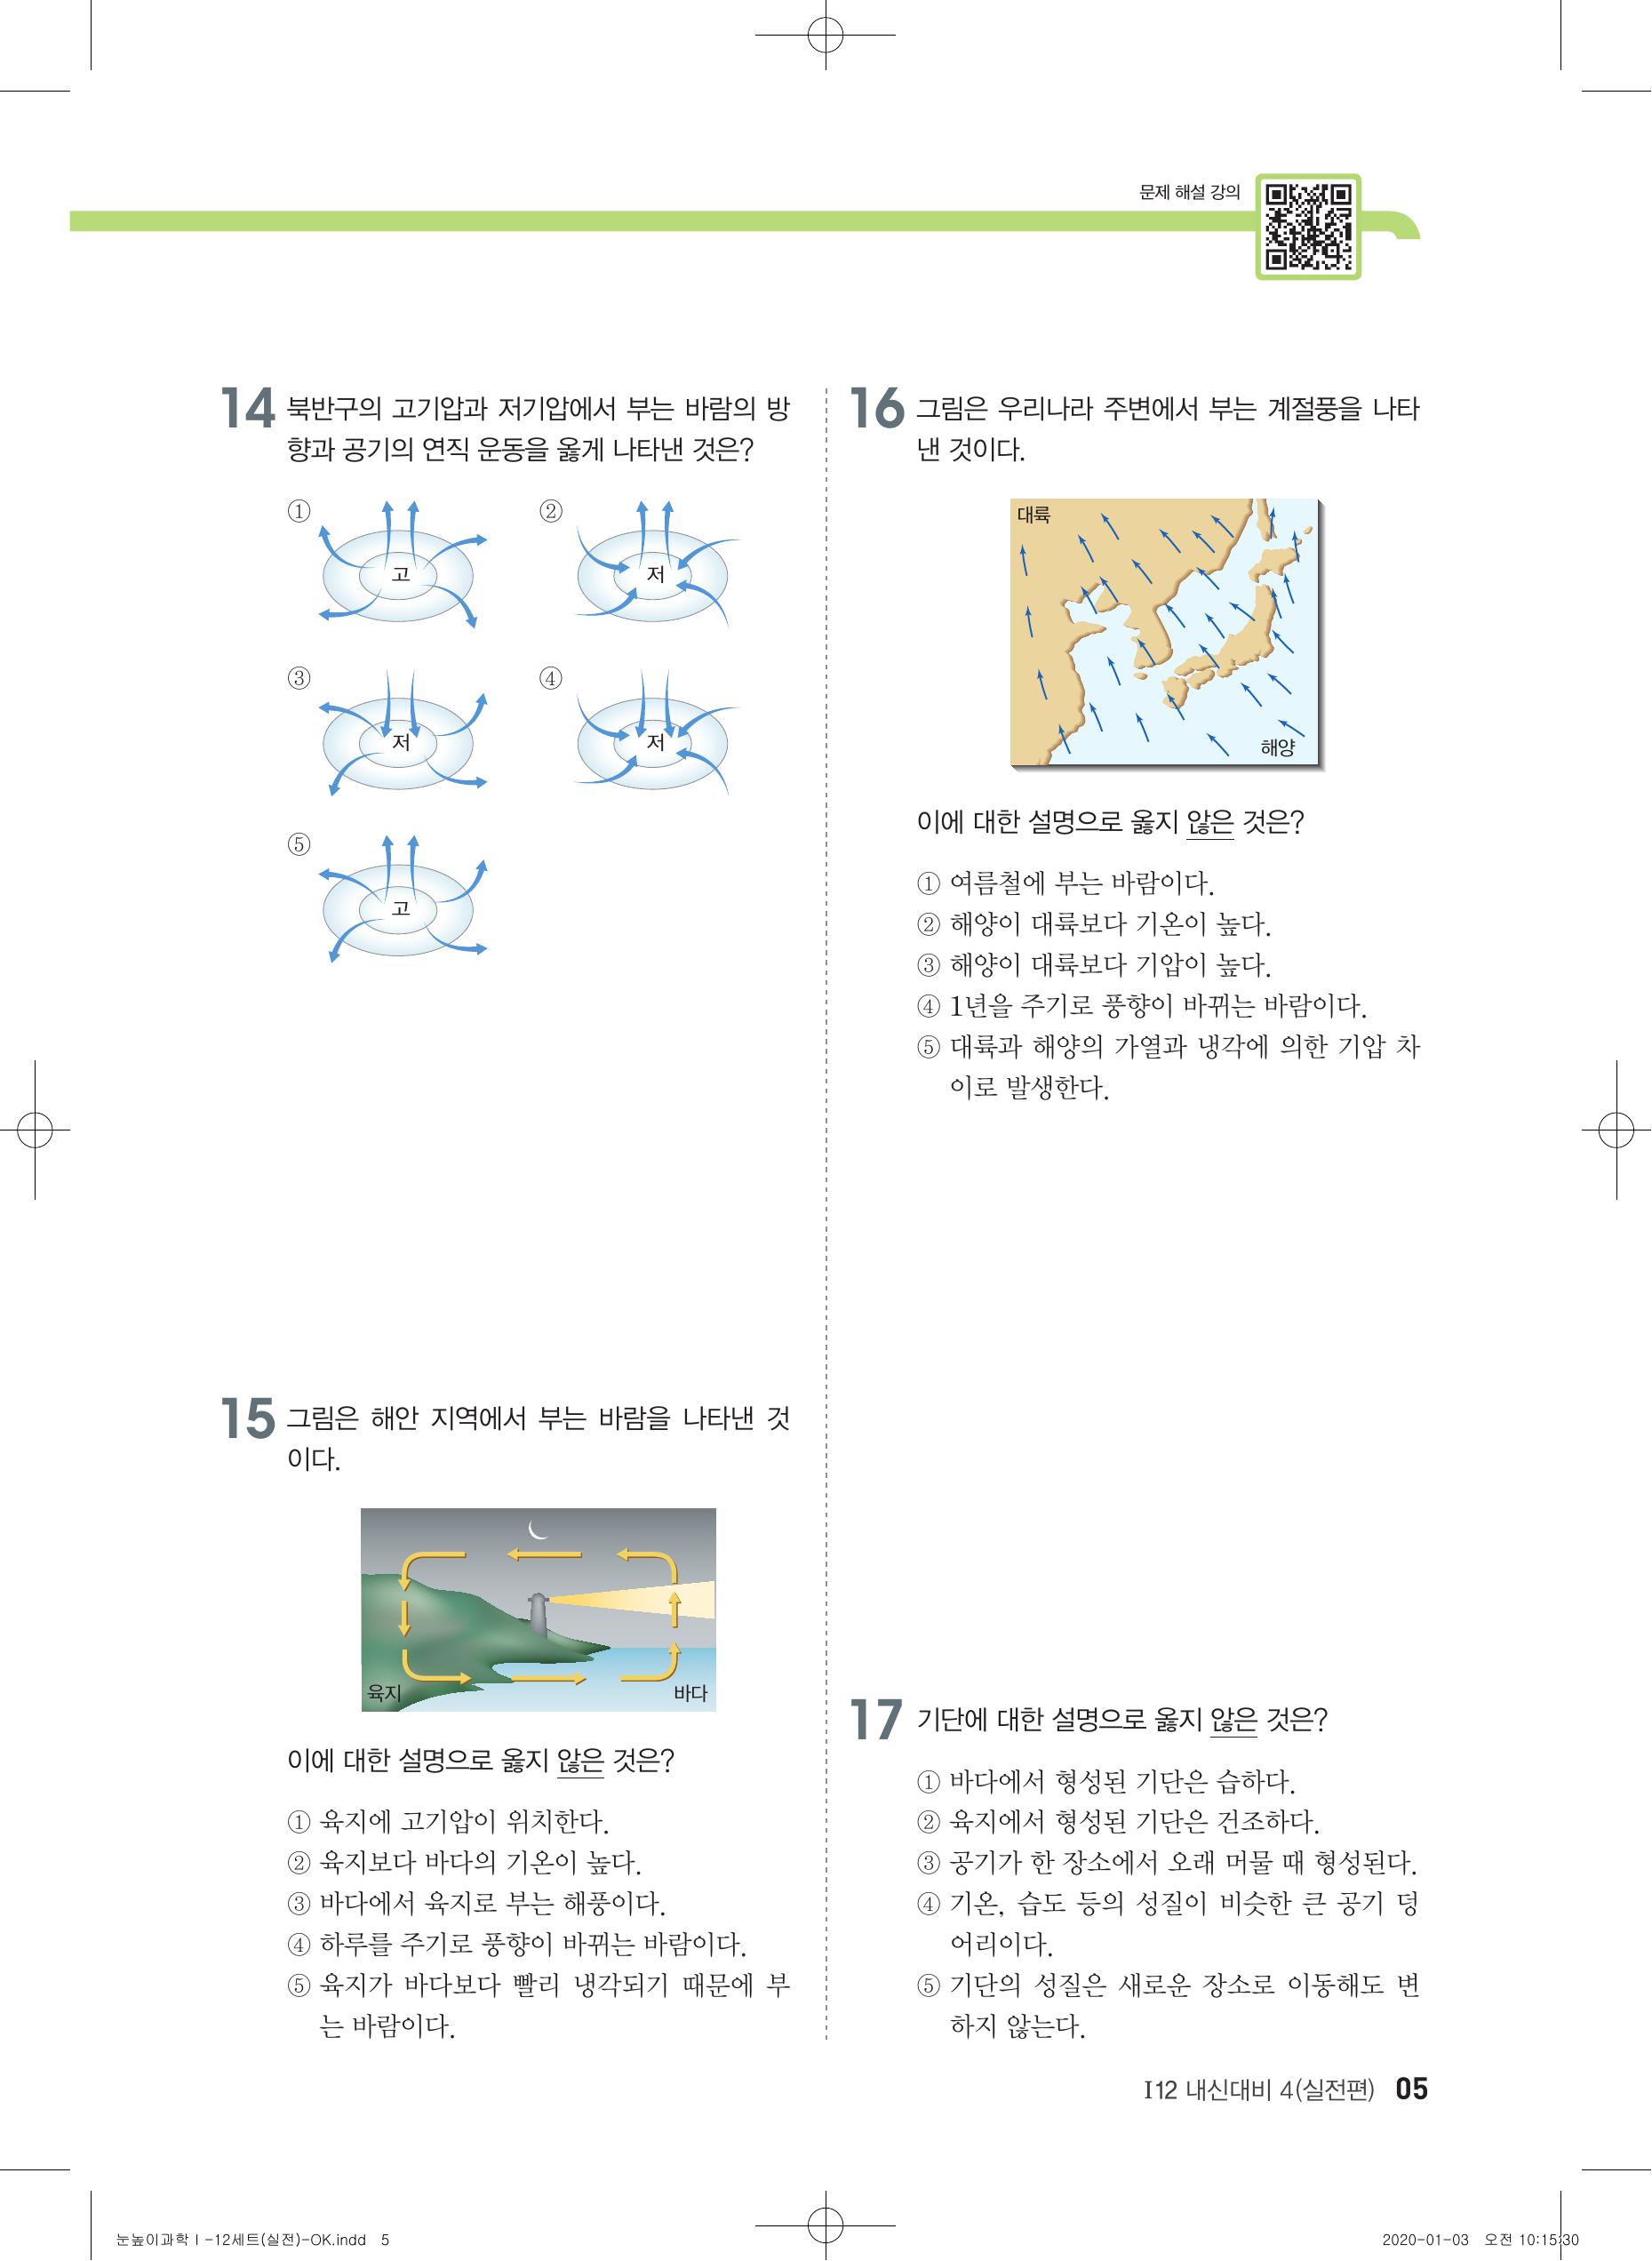 문제 해설 강의
14 북반구의 고기압과 저기압에서 부는 바람의 방
향과 공기의 연직 운동을 옳게 나타낸 것은?
① 고
② 저
③ 저
④ 저
⑤ 고
15 그림은 해안 지역에서 부는 바람을 나타낸 것
이다.
육지
바다
이에 대한 설명으로 옳지 않은 것은?
① 육지에 고기압이 위치한다.
② 육지보다 바다의 기온이 높다.
③ 바다에서 육지로 부는 해풍이다.
④ 하루를 주기로 풍향이 바뀌는 바람이다.
⑤ 육지가 바다보다 빨리 냉각되기 때문에 부
는 바람이다.
16 그림은 우리나라 주변에서 부는 계절풍을 나타
낸 것이다.
대륙
해양
이에 대한 설명으로 옳지 않은 것은?
① 여름철에 부는 바람이다.
② 해양이 대륙보다 기온이 높다.
③ 해양이 대륙보다 기압이 높다.
④ 1년을 주기로 풍향이 바뀌는 바람이다.
⑤ 대륙과 해양의 가열과 냉각에 의한 기압 차
이로 발생한다.
17 기단에 대한 설명으로 옳지 않은 것은?
① 바다에서 형성된 기단은 습하다.
② 육지에서 형성된 기단은 건조하다.
③ 공기가 한 장소에서 오래 머물 때 형성된다.
④ 기온, 습도 등의 성질이 비슷한 큰 공기 덩
어리이다.
⑤ 기단의 성질은 새로운 장소로 이동해도 변
하지 않는다.
I12 내신대비 4(실전편) 05
눈높이과학Ⅰ-12세트(실전)-OK.indd 5
2020-01-03 오전 10:15:30